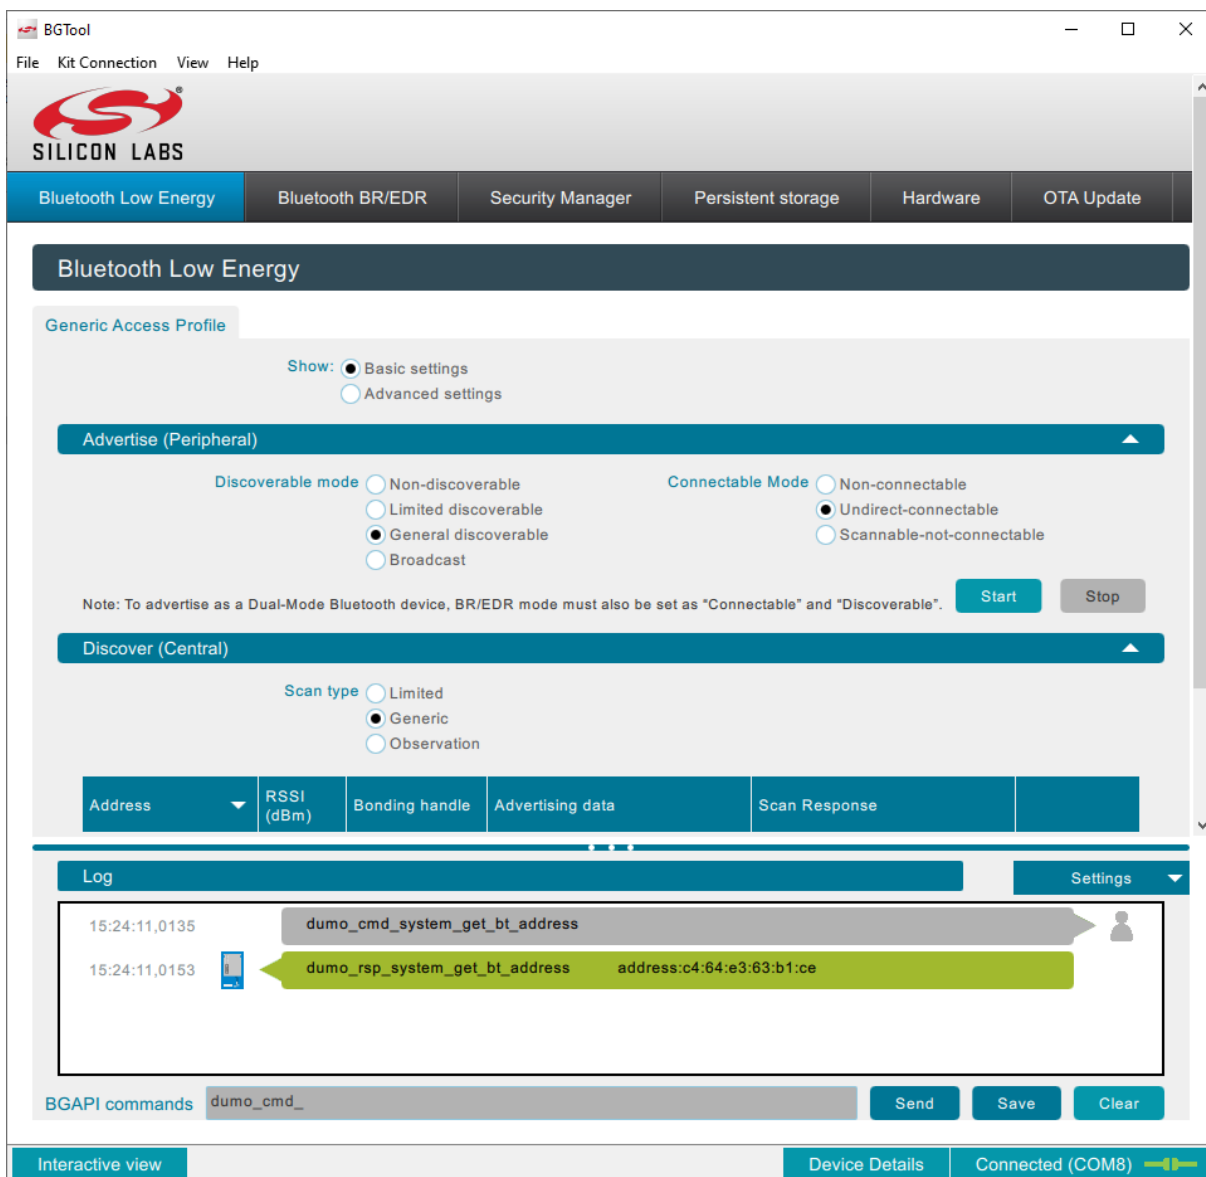 BGTool
File Kit Connection View Help
SILICON LABS
Bluetooth Low Energy Bluetooth BR/EDR Security Manager Persistent storage Hardware OTA Update
Bluetooth Low Energy
Generic Access Profile
Show: Basic settings
Advanced settings
Advertise (Peripheral)
Discoverable mode Non-discoverable Connectable Mode Non-connectable
Limited discoverable Undirect-connectable
General discoverable Scannable-not-connectable
Broadcast
Note: To advertise as a Dual-Mode Bluetooth device, BR/EDR mode must also be set as “Connectable” and “Discoverable”. Start Stop
Discover (Central)
Scan type Limited
Generic
Observation
Address RSSI (dBm) Bonding handle Advertising data Scan Response
Log Settings
15:24:11,0135 dumo_cmd_system_get_bt_address
15:24:11,0153 dumo_rsp_system_get_bt_address address:c4:64:e3:63:b1:ce
BGAPI commands dumo_cmd_ Send Save Clear
Interactive view Device Details Connected (COM8)